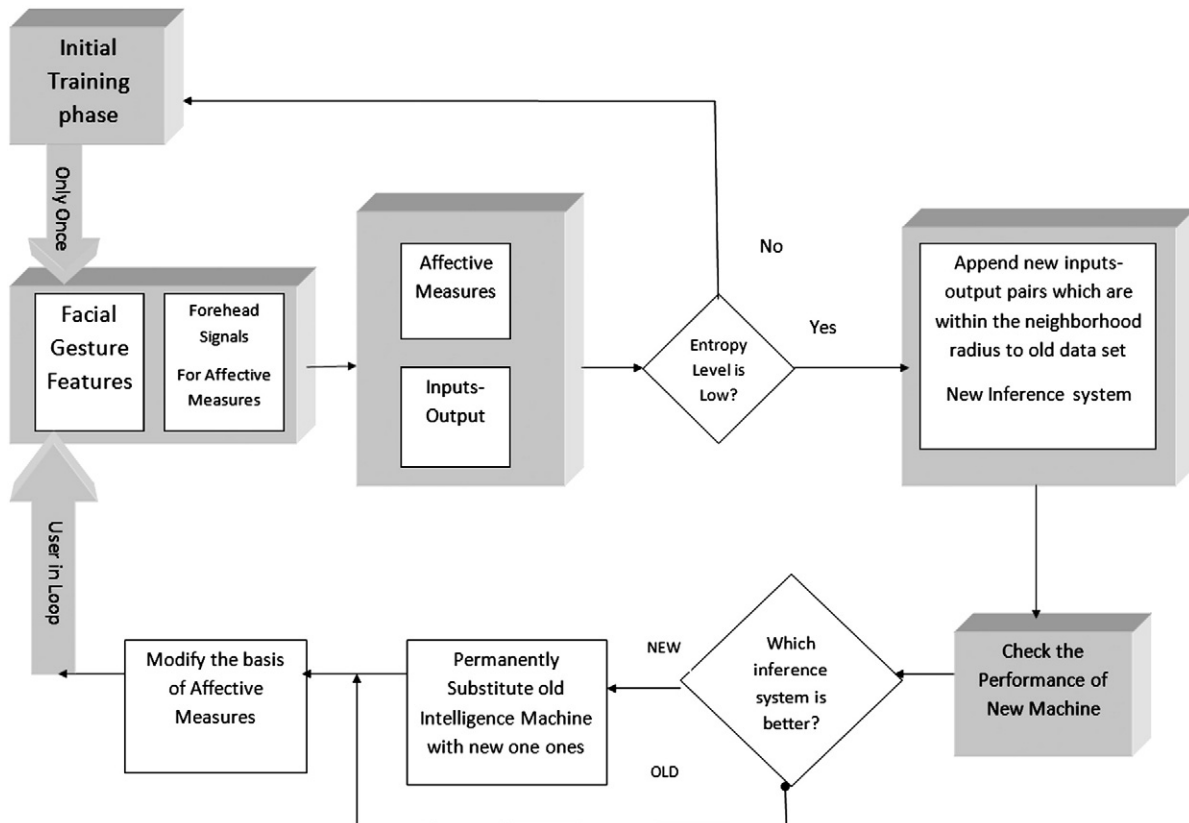 Initial
Training
phase
Only Once
Facial
Gesture
Features
Forehead
Signals
For Affective
Measures
Affective
Measures
Inputs-
Output
Entropy
Level is
Low?
No
Yes
Append new inputs-
output pairs which are
within the neighborhood
radius to old data set
New Inference system
Check the
Performance of
New Machine
Which
inference
system is
better?
NEW
OLD
Permanently
Substitute old
Intelligence Machine
with new one ones
Modify the basis
of Affective
Measures
User in Loop